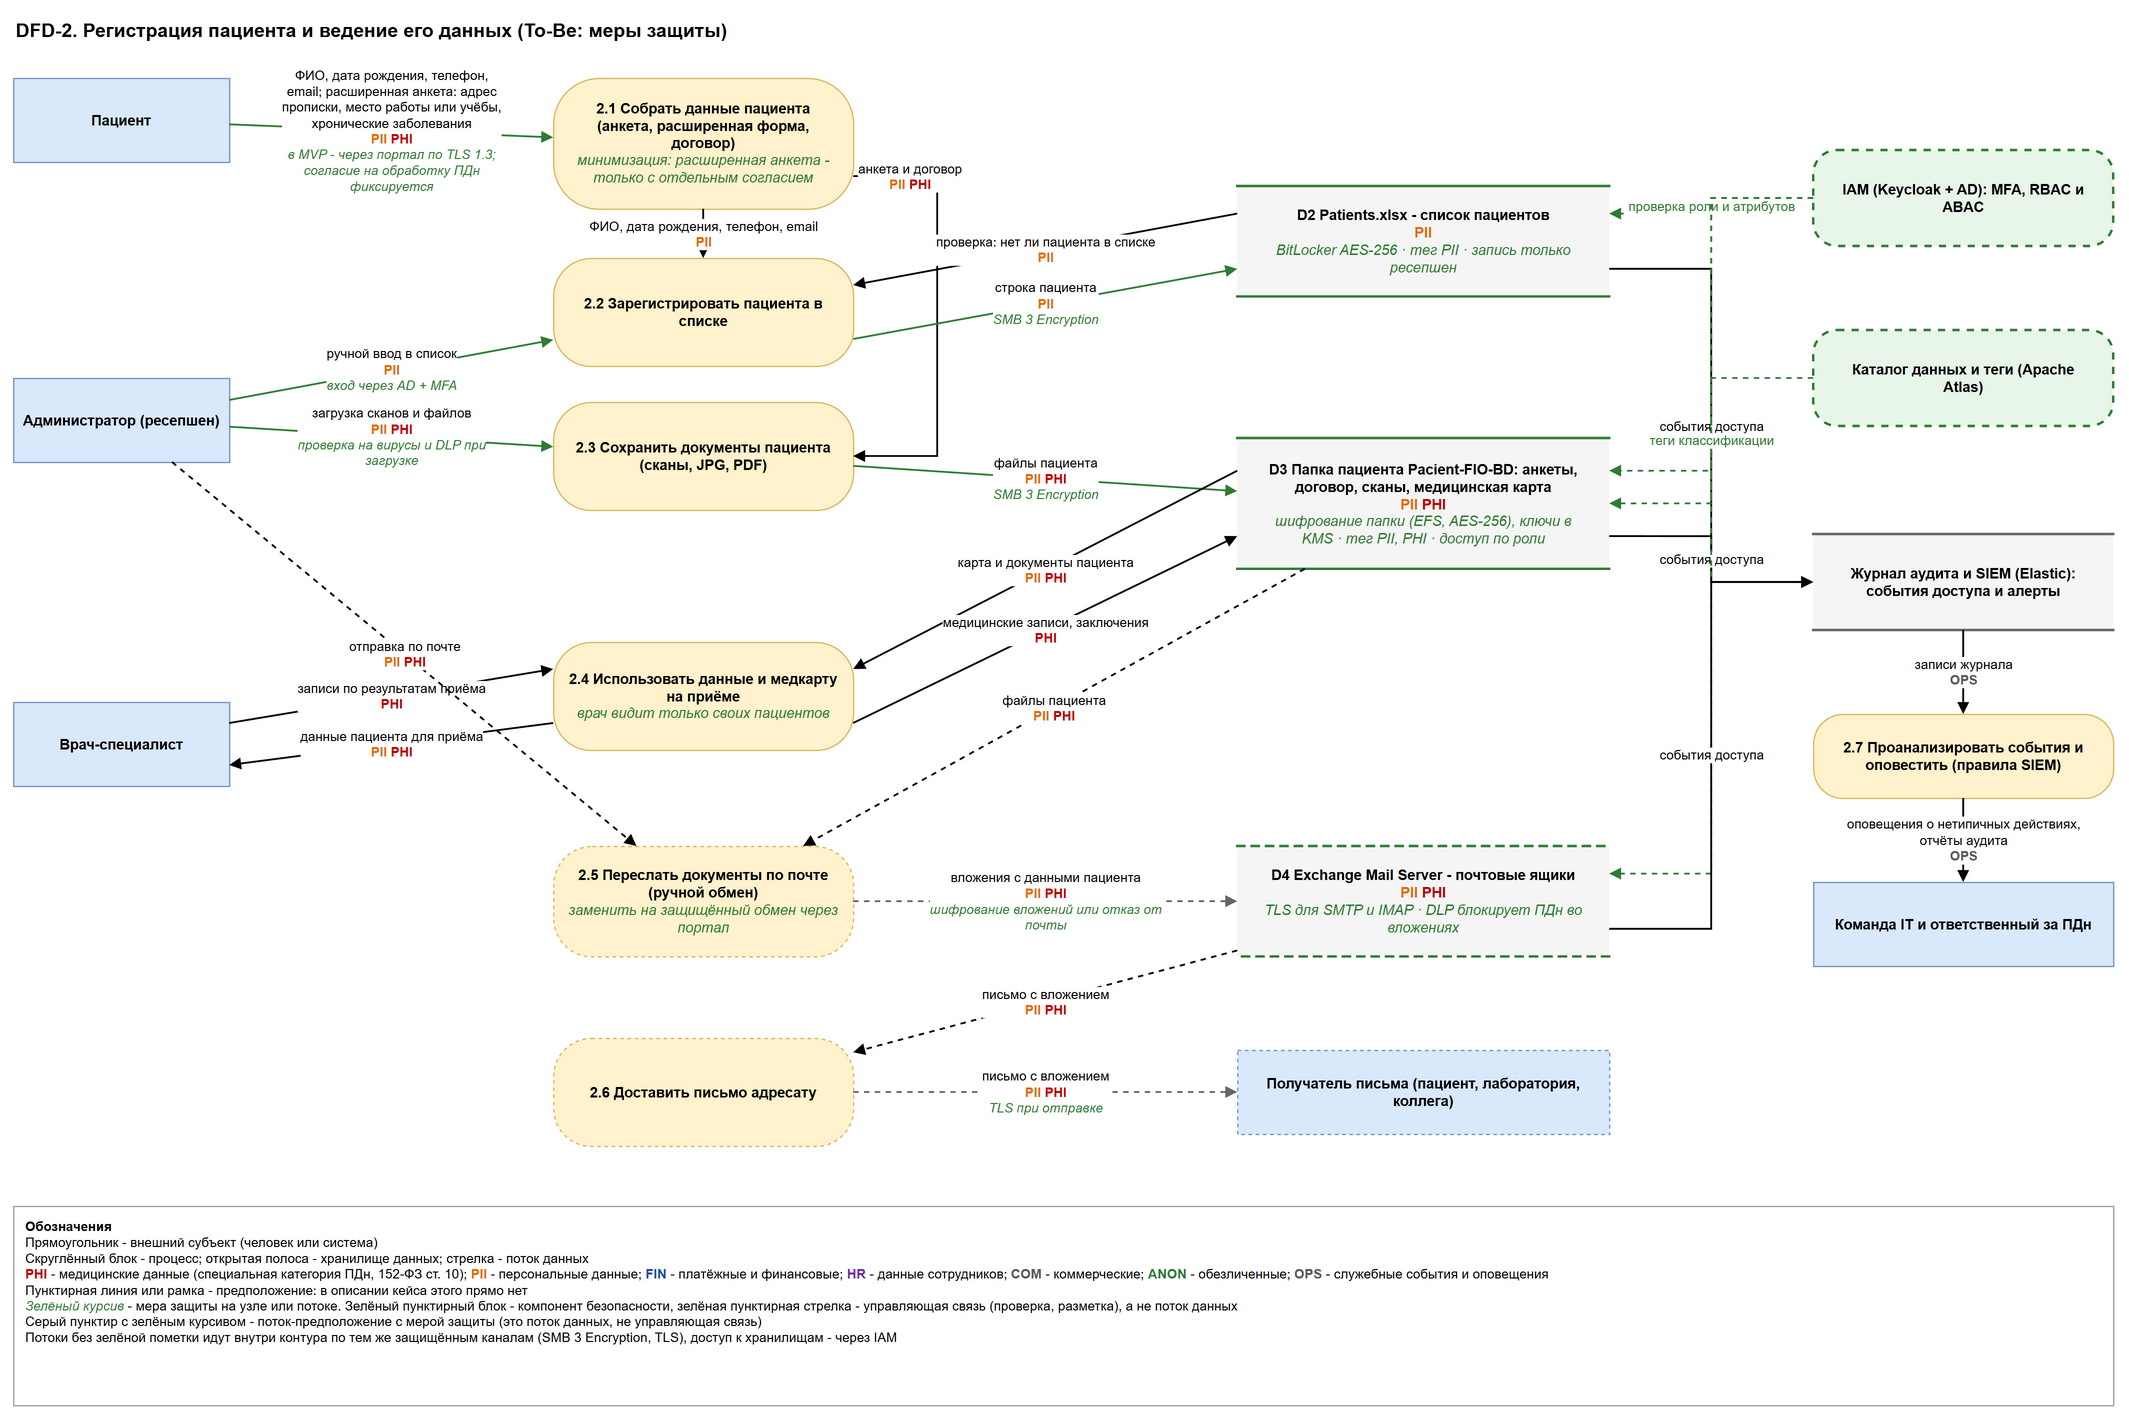 DFD-2. Регистрация пациента и ведение его данных (To-Be: меры защиты)
Пациент
ФИО, дата рождения, телефон,
email; расширенная анкета: адрес
прописки, место работы или учёбы,
хронические заболевания
PII PHI
в MVP - через портал по TLS 1.3;
согласие на обработку ПДн
фиксируется
2.1 Собрать данные пациента
(анкета, расширенная форма,
договор)
минимизация: расширенная анкета -
только с отдельным согласием
анкета и договор
PII PHI
ФИО, дата рождения, телефон, email
PII
проверка: нет ли пациента в списке
PII
D2 Patients.xlsx - список пациентов
PII
BitLocker AES-256 · тег PII · запись только
ресепшен
проверка роли и атрибутов
IAM (Keycloak + AD): MFA, RBAC и
ABAC
2.2 Зарегистрировать пациента в
списке
строка пациента
PII
SMB 3 Encryption
ручной ввод в список
PII
вход через AD + MFA
Администратор (ресепшен)
загрузка сканов и файлов
PII PHI
проверка на вирусы и DLP при
загрузке
2.3 Сохранить документы пациента
(сканы, JPG, PDF)
файлы пациента
PII PHI
SMB 3 Encryption
Каталог данных и теги (Apache
Atlas)
события доступа
теги классификации
D3 Папка пациента Pacient-FIO-BD: анкеты,
договор, сканы, медицинская карта
PII PHI
шифрование папки (EFS, AES-256), ключи в
KMS · тег PII, PHI · доступ по роли
события доступа
Журнал аудита и SIEM (Elastic):
события доступа и алерты
карта и документы пациента
PII PHI
медицинские записи, заключения
PHI
отправка по почте
PII PHI
записи по результатам приёма
PHI
Врач-специалист
данные пациента для приёма
PII PHI
2.4 Использовать данные и медкарту
на приёме
врач видит только своих пациентов
файлы пациента
PII PHI
записи журнала
OPS
события доступа
2.7 Проанализировать события и
оповестить (правила SIEM)
оповещения о нетипичных действиях,
отчёты аудита
OPS
2.5 Переслать документы по почте
(ручной обмен)
заменить на защищённый обмен через
портал
вложения с данными пациента
PII PHI
шифрование вложений или отказ от
почты
D4 Exchange Mail Server - почтовые ящики
PII PHI
TLS для SMTP и IMAP · DLP блокирует ПДн во
вложениях
Команда IT и ответственный за ПДн
письмо с вложением
PII PHI
2.6 Доставить письмо адресату
письмо с вложением
PII PHI
TLS при отправке
Получатель письма (пациент, лаборатория,
коллега)
Обозначения
Прямоугольник - внешний субъект (человек или система)
Скруглённый блок - процесс; открытая полоса - хранилище данных; стрелка - поток данных
PHI - медицинские данные (специальная категория ПДн, 152-ФЗ ст. 10); PII - персональные данные; FIN - платёжные и финансовые; HR - данные сотрудников; COM - коммерческие; ANON - обезличенные; OPS - служебные события и оповещения
Пунктирная линия или рамка - предположение: в описании кейса этого прямо нет
Зелёный курсив - мера защиты на узле или потоке. Зелёный пунктирный блок - компонент безопасности, зелёная пунктирная стрелка - управляющая связь (проверка, разметка), а не поток данных
Серый пунктир с зелёным курсивом - поток-предположение с мерой защиты (это поток данных, не управляющая связь)
Потоки без зелёной пометки идут внутри контура по тем же защищённым каналам (SMB 3 Encryption, TLS), доступ к хранилищам - через IAM